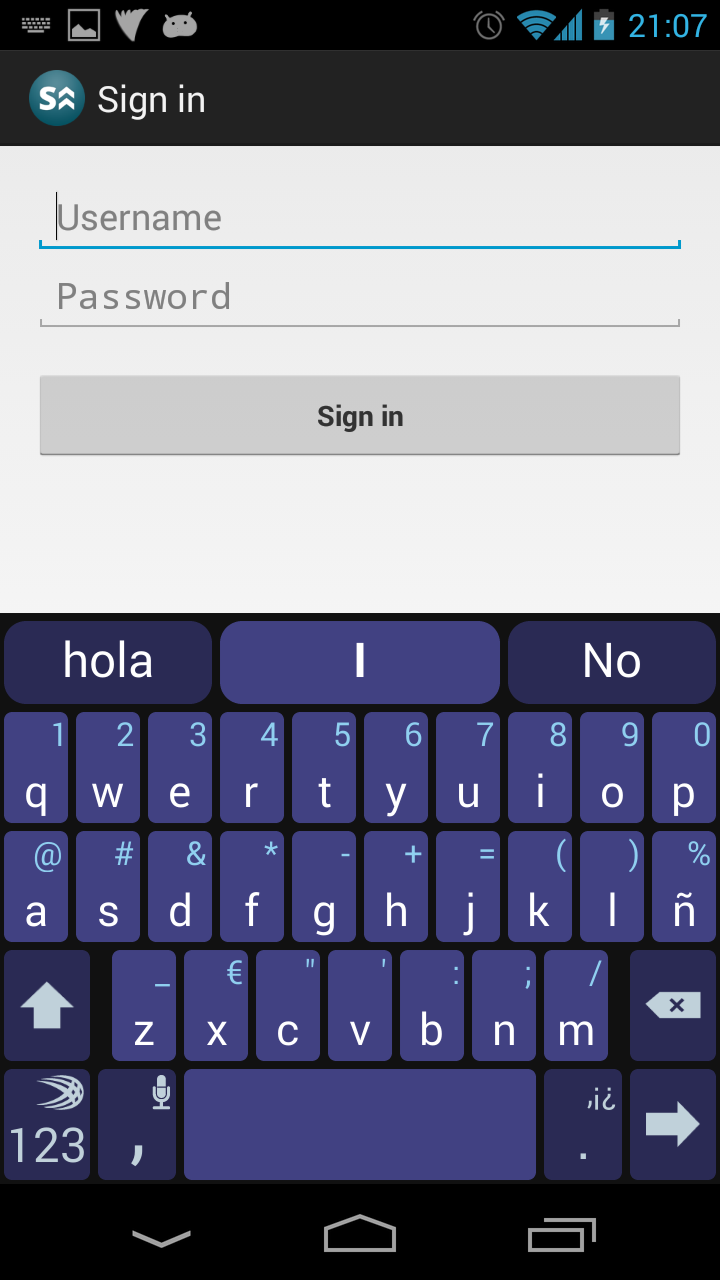 21:07
S Sign in
Username
Password
Sign in
hola I No
1 2 3 4 5 6 7 8 9 0
q w e r t y u i o p
@ # & * - + = ( ) %
a s d f g h j k l ñ
_ € " ' : ; /
z x c v b n m
,¡¿
123 , .